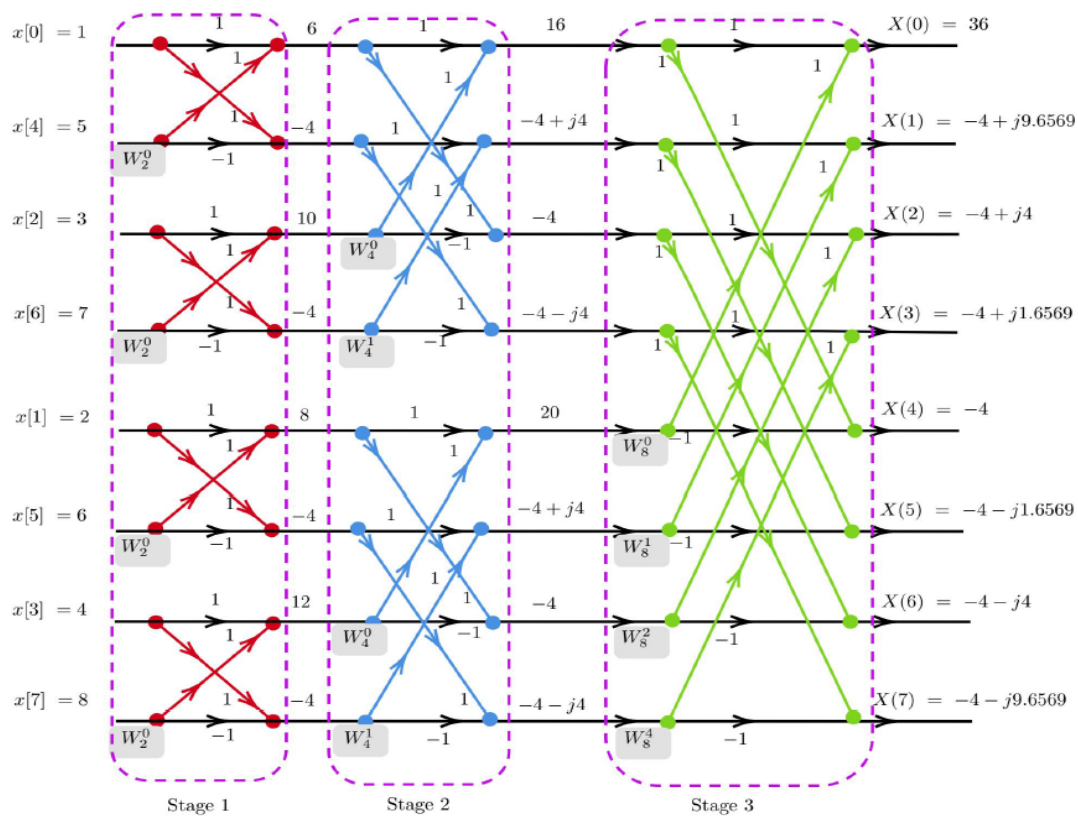 1 6 1 16 X(0) = 36
x[0] = 1
1 1 1 1
1 1 -4 1 -4 + j4 1 X(1) = -4 + j9.6569
x[4] = 5
W_2^0 -1 1 1
1 10 1 1 -4 1 X(2) = -4 + j4
x[2] = 3
1 W_4^0 -1 1 1
1 -4 1 -4 - j4 X(3) = -4 + j1.6569
x[6] = 7 1
W_2^0 -1 W_4^1 -1 1 1
1 8 1 20 X(4) = -4
x[1] = 2
1 1 W_8^0 -1
1 -4 1 -4 + j4 X(5) = -4 - j1.6569
x[5] = 6
W_2^0 -1 W_8^1 -1
1 12 1 1 -4 X(6) = -4 - j4
x[3] = 4
1 W_4^0 -1 W_8^2 -1
1 -4 1 -4 - j4 X(7) = -4 - j9.6569
x[7] = 8
W_2^0 -1 W_4^1 -1 W_8^4 -1
Stage 1 Stage 2 Stage 3